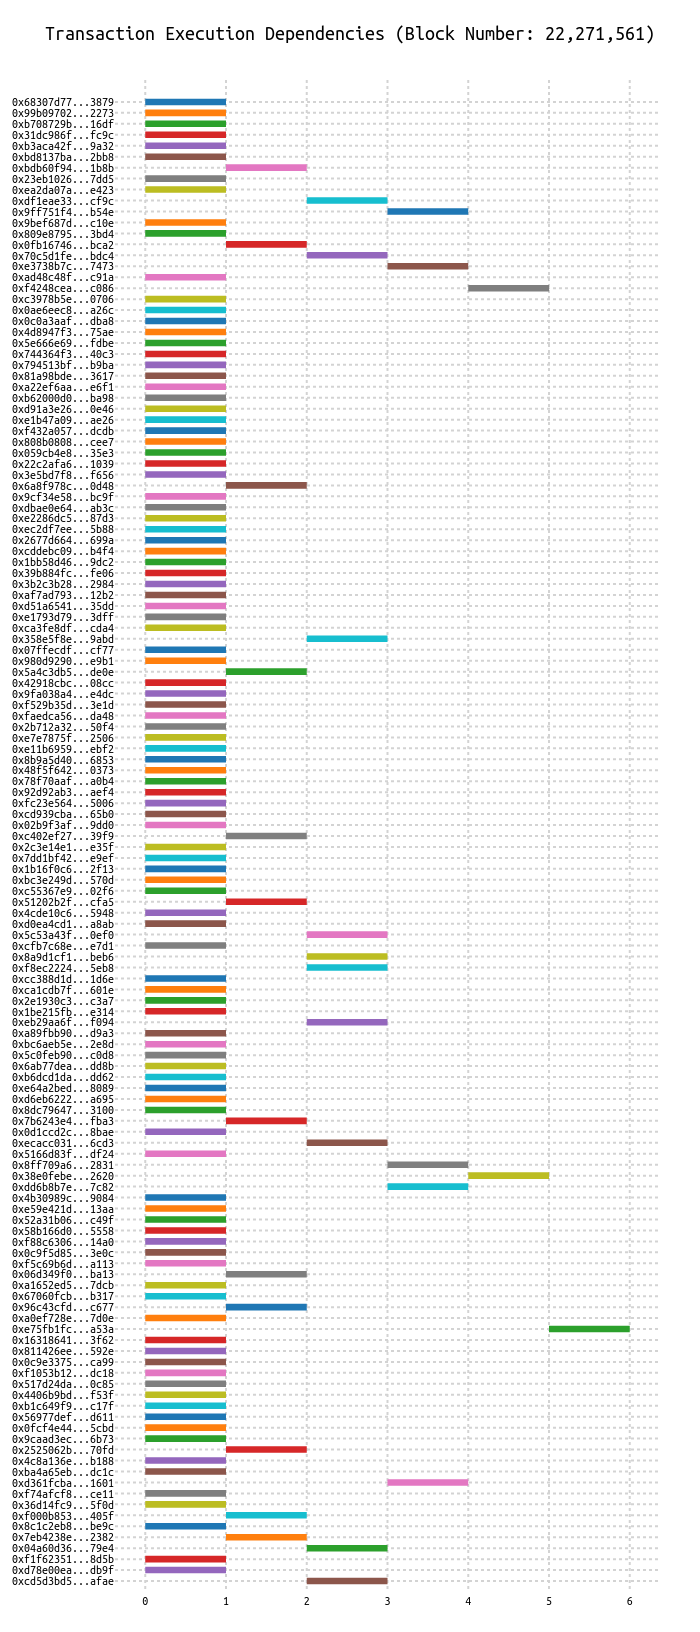 Transaction Execution Dependencies (Block Number: 22,271,561)
0x68307d77...3879
0x99b09702...2273
0xb708729b...16df
0x31dc986f...fc9c
0xb3aca42f...9a32
0xbd8137ba...2bb8
0xbdb60f94...1b8b
0x23eb1026...7dd5
0xea2da07a...e423
0xdf1eae33...cf9c
0x9ff751f4...b54e
0x9bef687d...c10e
0x809e8795...3bd4
0x0fb16746...bca2
0x70c5d1fe...bdc4
0xe3738b7c...7473
0xad48c48f...c91a
0xf4248cea...c086
0xc3978b5e...0706
0x0ae6eec8...a26c
0x0c0a3aaf...dba8
0x4d8947f3...75ae
0x5e666e69...fdbe
0x744364f3...40c3
0x794513bf...b9ba
0x81a98bde...3617
0xa22ef6aa...e6f1
0xb62000d0...ba98
0xd91a3e26...0e46
0xe1b47a09...ae26
0xf432a057...dcdb
0x808b0808...cee7
0x059cb4e8...35e3
0x22c2afa6...1039
0x3e5bd7f8...f656
0x6a8f978c...0d48
0x9cf34e58...bc9f
0xdbae0e64...ab3c
0xe2286dc5...87d3
0xec2df7ee...5b88
0x2677d664...699a
0xcddebc09...b4f4
0x1bb58d46...9dc2
0x39b884fc...fe06
0x3b2c3b28...2984
0xaf7ad793...12b2
0xd51a6541...35dd
0xe1793d79...3dff
0xca3fe8df...cda4
0x358e5f8e...9abd
0x07ffecdf...cf77
0x980d9290...e9b1
0x5a4c3db5...de0e
0x42918cbc...08cc
0x9fa038a4...e4dc
0xf529b35d...3e1d
0xfaedca56...da48
0x2b712a32...50f4
0xe7e7875f...2506
0xe11b6959...ebf2
0x8b9a5d40...6853
0x48f5f642...0373
0x78f70aaf...a0b4
0x92d92ab3...aef4
0xfc23e564...5006
0xcd939cba...65b0
0x02b9f3af...9dd0
0xc402ef27...39f9
0x2c3e14e1...e35f
0x7dd1bf42...e9ef
0x1b16f0c6...2f13
0xbc3e249d...570d
0xc55367e9...02f6
0x51202b2f...cfa5
0x4cde10c6...5948
0xd0ea4cd1...a8ab
0x5c53a43f...0ef0
0xcfb7c68e...e7d1
0x8a9d1cf1...beb6
0xf8ec2224...5eb8
0xcc388d1d...1d6e
0xca1cdb7f...601e
0x2e1930c3...c3a7
0x1be215fb...e314
0xeb29aa6f...f094
0xa89fbb90...d9a3
0xbc6aeb5e...2e8d
0x5c0feb90...c0d8
0x6ab77dea...dd8b
0xb6dcd1da...dd62
0xe64a2bed...8089
0xd6eb6222...a695
0x8dc79647...3100
0x7b6243e4...fba3
0x0d1ccd2c...8bae
0xecacc031...6cd3
0x5166d83f...df24
0x8ff709a6...2831
0x38e0febe...2620
0xdd6b8b7e...7c82
0x4b30989c...9084
0xe59e421d...13aa
0x52a31b06...c49f
0x58b166d0...5558
0xf88c6306...14a0
0x0c9f5d85...3e0c
0xf5c69b6d...a113
0x06d349f0...ba13
0xa1652ed5...7dcb
0x67060fcb...b317
0x96c43cfd...c677
0xa0ef728e...7d0e
0xe75fb1fc...a53a
0x16318641...3f62
0x811426ee...592e
0x0c9e3375...ca99
0xf1053b12...dc18
0x517d24da...0c85
0x4406b9bd...f53f
0xb1c649f9...c17f
0x56977def...d611
0x0fcf4e44...5cbd
0x9caad3ec...6b73
0x2525062b...70fd
0x4c8a136e...b188
0xba4a65eb...dc1c
0xd361fcba...1601
0xf74afcf8...ce11
0x36d14fc9...5f0d
0xf000b853...405f
0x8c1c2eb8...be9c
0x7eb4238e...2382
0x04a60d36...79e4
0xf1f62351...8d5b
0xd78e00ea...db9f
0xcd5d3bd5...afae
0 1 2 3 4 5 6